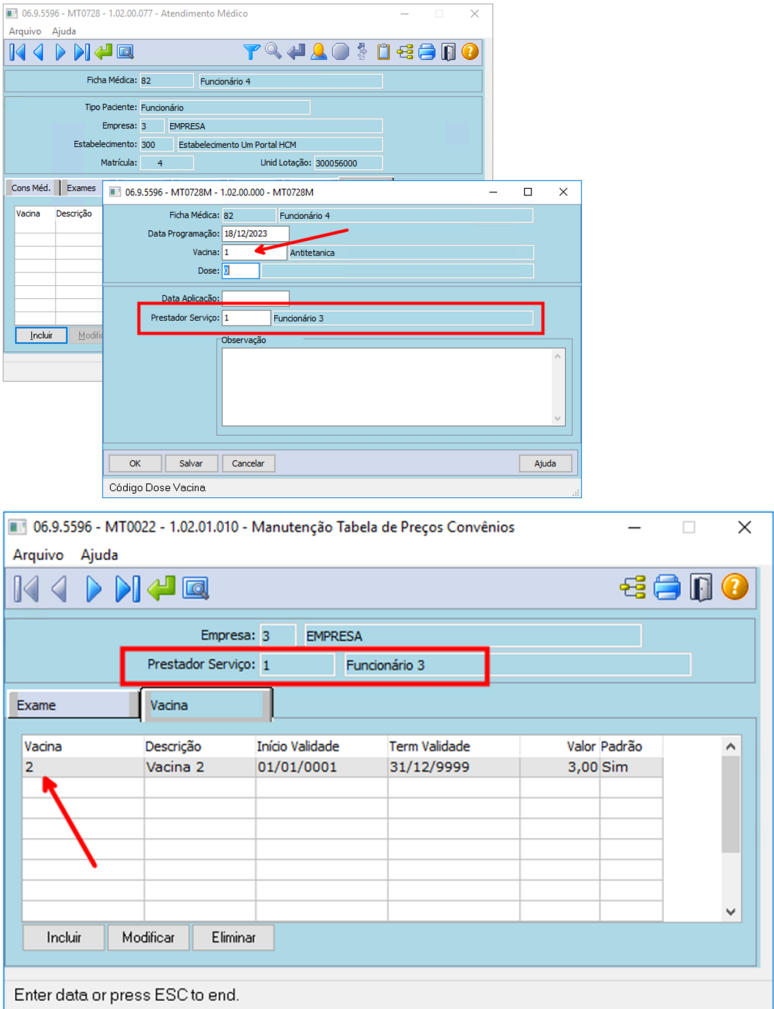 06.9.5596 - MT0728 - 1.02.00.077 - Atendimento Médico
Arquivo Ajuda
Ficha Médica: 82 Funcionário 4
Tipo Paciente: Funcionário
Empresa: 3 EMPRESA
Estabelecimento: 300 Estabelecimento Um Portal HCM
Matrícula: 4 Unid Lotação: 300056000
Cons Méd. Exames
Vacina Descrição
Incluir
06.9.5596 - MT0728M - 1.02.00.000 - MT0728M
Ficha Médica: 82 Funcionário 4
Data Programação: 18/12/2023
Vacina: 1 Antitetanica
Dose: 0
Data Aplicação:
Prestador Serviço: 1 Funcionário 3
Observação
OK Salvar Cancelar Ajuda
Código Dose Vacina
06.9.5596 - MT0022 - 1.02.01.010 - Manutenção Tabela de Preços Convênios
Arquivo Ajuda
Empresa: 3 EMPRESA
Prestador Serviço: 1 Funcionário 3
Exame Vacina
Vacina Descrição Início Validade Term Validade Valor Padrão
2 Vacina 2 01/01/0001 31/12/9999 3,00 Sim
Incluir Modificar Eliminar
Enter data or press ESC to end.